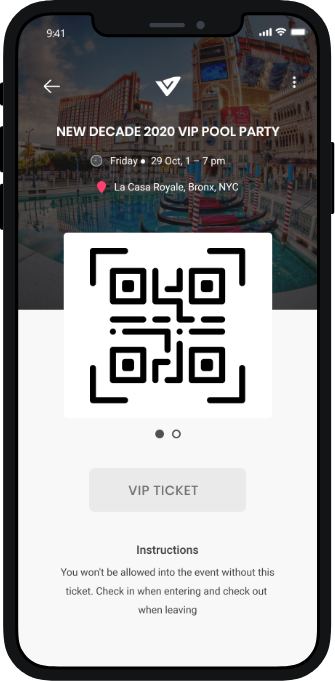 9:41
NEW DECADE 2020 VIP POOL PARTY
Friday ● 29 Oct, 1 – 7 pm
La Casa Royale, Bronx, NYC
VIP TICKET
Instructions
You won't be allowed into the event without this
ticket. Check in when entering and check out
when leaving